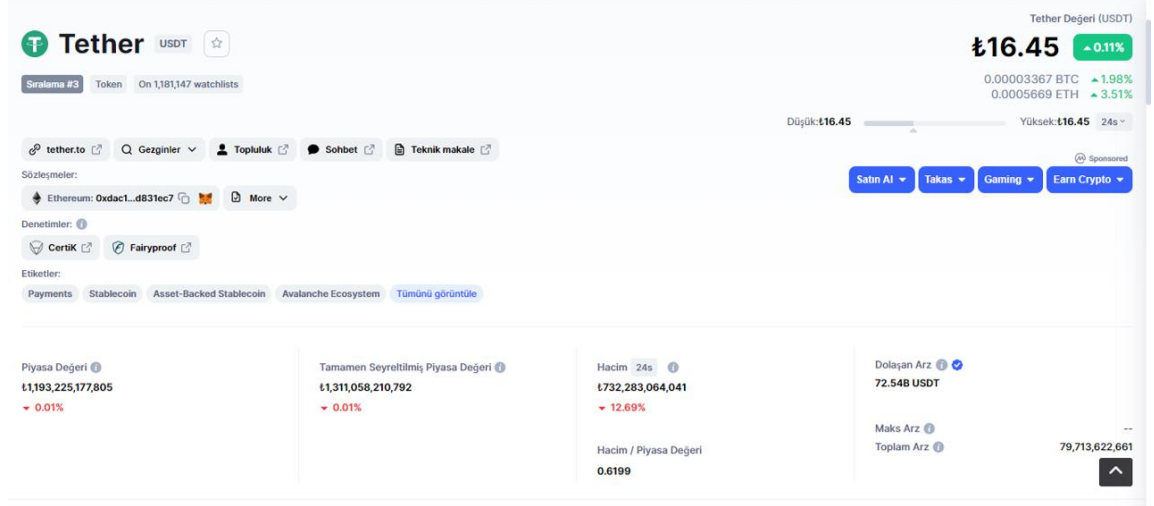 Tether Değeri (USDT)
Tether USDT
₺16.45 0.11%
Sıralama #3 Token On 1,181,147 watchlists
0.00003367 BTC 1.98%
0.0005669 ETH 3.51%
Düşük:₺16.45 Yüksek:₺16.45 24s
tether.to Gezginler Topluluk Sohbet Teknik makale
Sponsored
Sözleşmeler:
Satın Al Takas Gaming Earn Crypto
Ethereum: 0xdac1...d831ec7 More
Denetimler:
CertiK Fairyproof
Etiketler:
Payments Stablecoin Asset-Backed Stablecoin Avalanche Ecosystem Tümünü görüntüle
Piyasa Değeri
₺1,193,225,177,805
0.01%
Tamamen Seyreltilmiş Piyasa Değeri
₺1,311,058,210,792
0.01%
Hacim 24s
₺732,283,064,041
12.69%
Hacim / Piyasa Değeri
0.6199
Dolaşan Arz
72.54B USDT
Maks Arz --
Toplam Arz 79,713,622,661